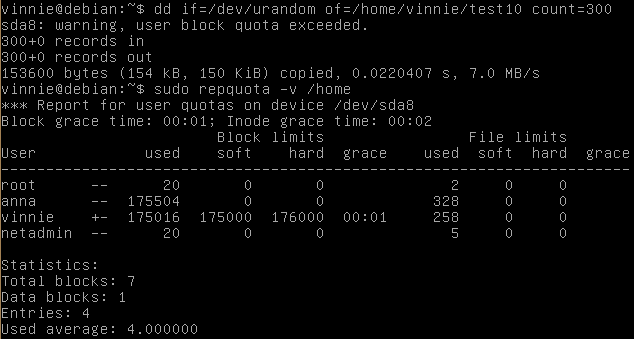 vinnie@debian:~$ dd if=/dev/urandom of=/home/vinnie/test10 count=300
sda8: warning, user block quota exceeded.
300+0 records in
300+0 records out
153600 bytes (154 kB, 150 KiB) copied, 0.0220407 s, 7.0 MB/s
vinnie@debian:~$ sudo repquota -v /home
*** Report for user quotas on device /dev/sda8
Block grace time: 00:01; Inode grace time: 00:02
                        Block limits                File limits
User            used    soft    hard  grace    used  soft  hard  grace
----------------------------------------------------------------------
root      --      20       0       0              2     0     0
anna      --  175504       0       0            328     0     0
vinnie    +-  175016  175000  176000  00:01     258     0     0
netadmin  --      20       0       0              5     0     0

Statistics:
Total blocks: 7
Data blocks: 1
Entries: 4
Used average: 4.000000